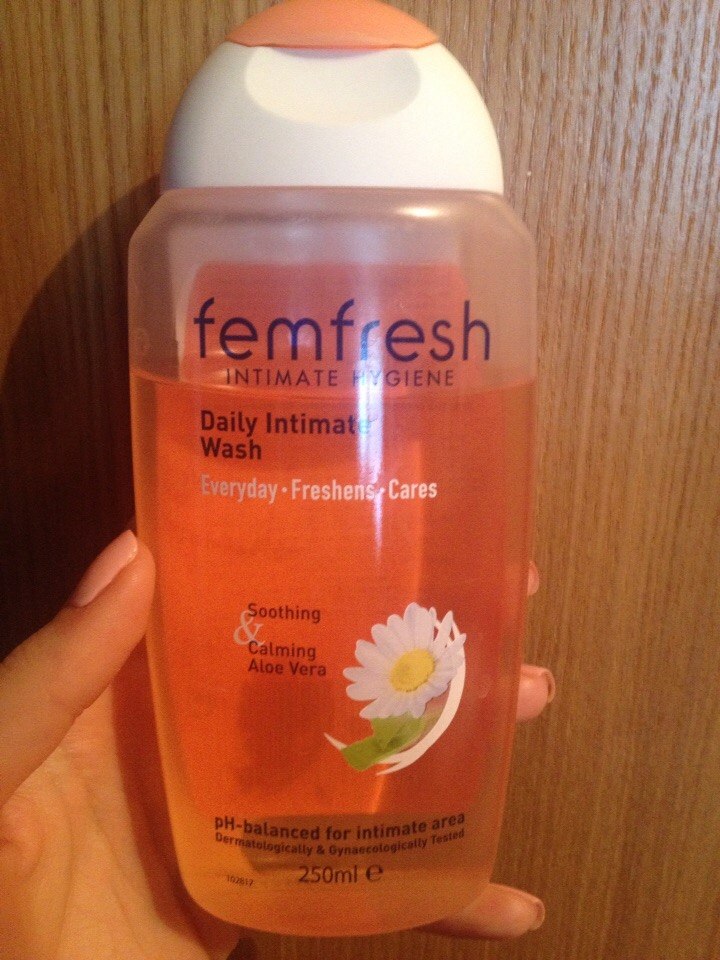 femfresh
INTIMATE HYGIENE
Daily Intimate
Wash
Everyday·Freshens·Cares
Soothing
&
Calming
Aloe Vera
pH-balanced for intimate area
Dermatologically & Gynaecologically Tested
102817 250ml ℮